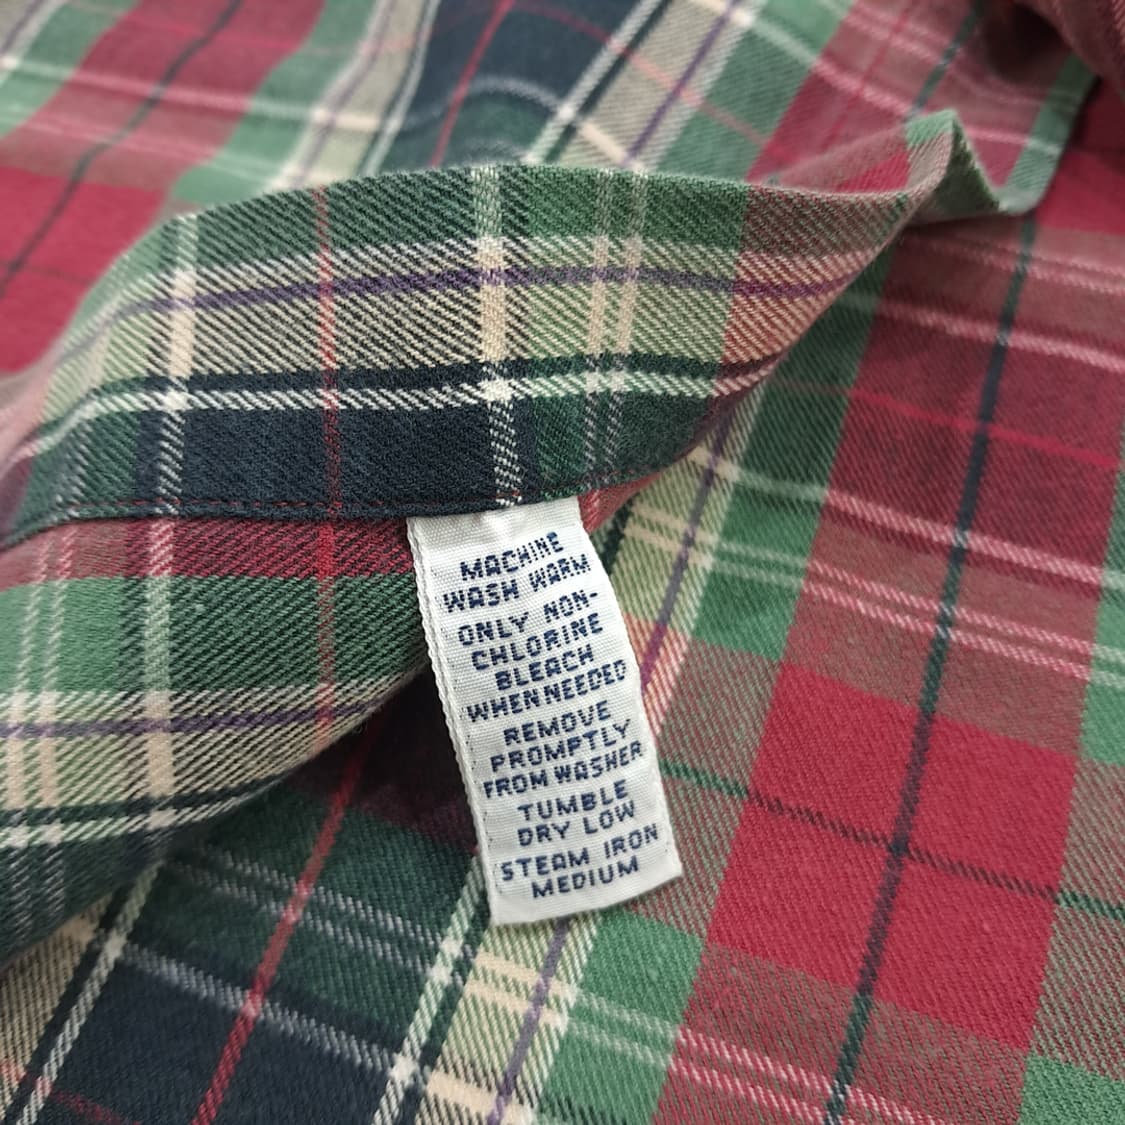 MACHINE
WASH WARM
ONLY NON-
CHLORINE
BLEACH
WHEN NEEDED
REMOVE
PROMPTLY
FROM WASHER
TUMBLE
DRY LOW
STEAM IRON
MEDIUM